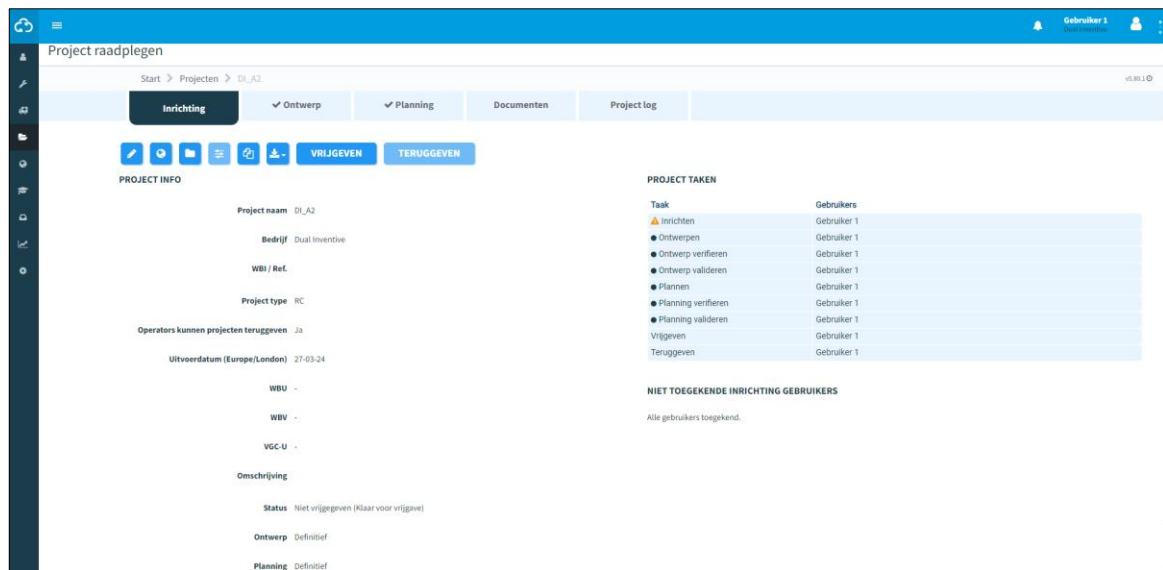 Gebruiker 1
Dual Inventive
Project raadplegen
Start > Projecten > DI_A2
v5.80.1
Inrichting
Ontwerp
Planning
Documenten
Project log
VRIJGEVEN
TERUGGEVEN
PROJECT INFO
Project naam DI_A2
Bedrijf Dual Inventive
WBI / Ref.
Project type RC
Operators kunnen projecten teruggeven Ja
Uitvoerdatum (Europe/London) 27-03-24
WBU -
WBV -
VGC-U -
Omschrijving
Status Niet vrijgegeven (Klaar voor vrijgave)
Ontwerp Definitief
Planning Definitief
PROJECT TAKEN
Taak Gebruikers
Inrichten Gebruiker 1
Ontwerpen Gebruiker 1
Ontwerp verifieren Gebruiker 1
Ontwerp valideren Gebruiker 1
Plannen Gebruiker 1
Planning verifieren Gebruiker 1
Planning valideren Gebruiker 1
Vrijgeven Gebruiker 1
Teruggeven Gebruiker 1
NIET TOEGEKENDE INRICHTING GEBRUIKERS
Alle gebruikers toegekend.